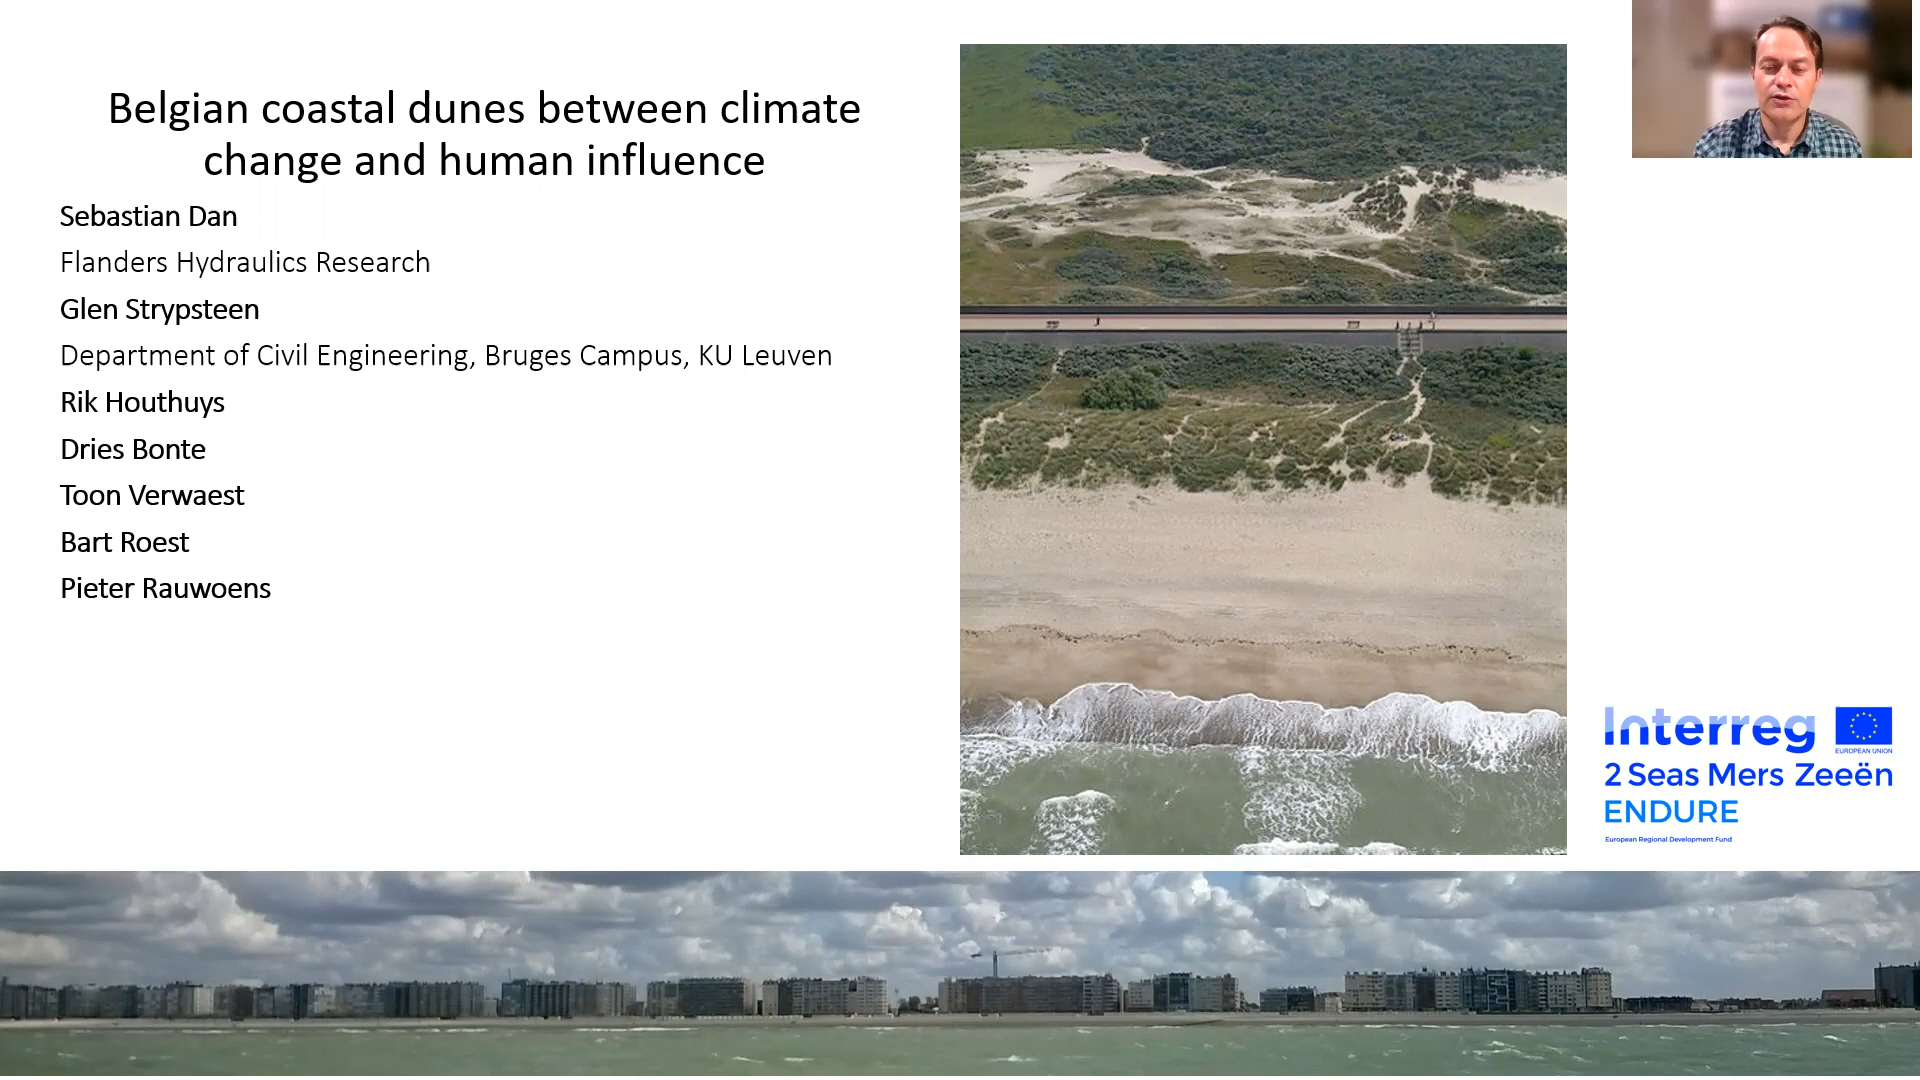 Belgian coastal dunes between climate
change and human influence
Sebastian Dan
Flanders Hydraulics Research
Glen Strypsteen
Department of Civil Engineering, Bruges Campus, KU Leuven
Rik Houthuys
Dries Bonte
Toon Verwaest
Bart Roest
Pieter Rauwoens
Interreg
EUROPEAN UNION
2 Seas Mers Zeeën
ENDURE
European Regional Development Fund